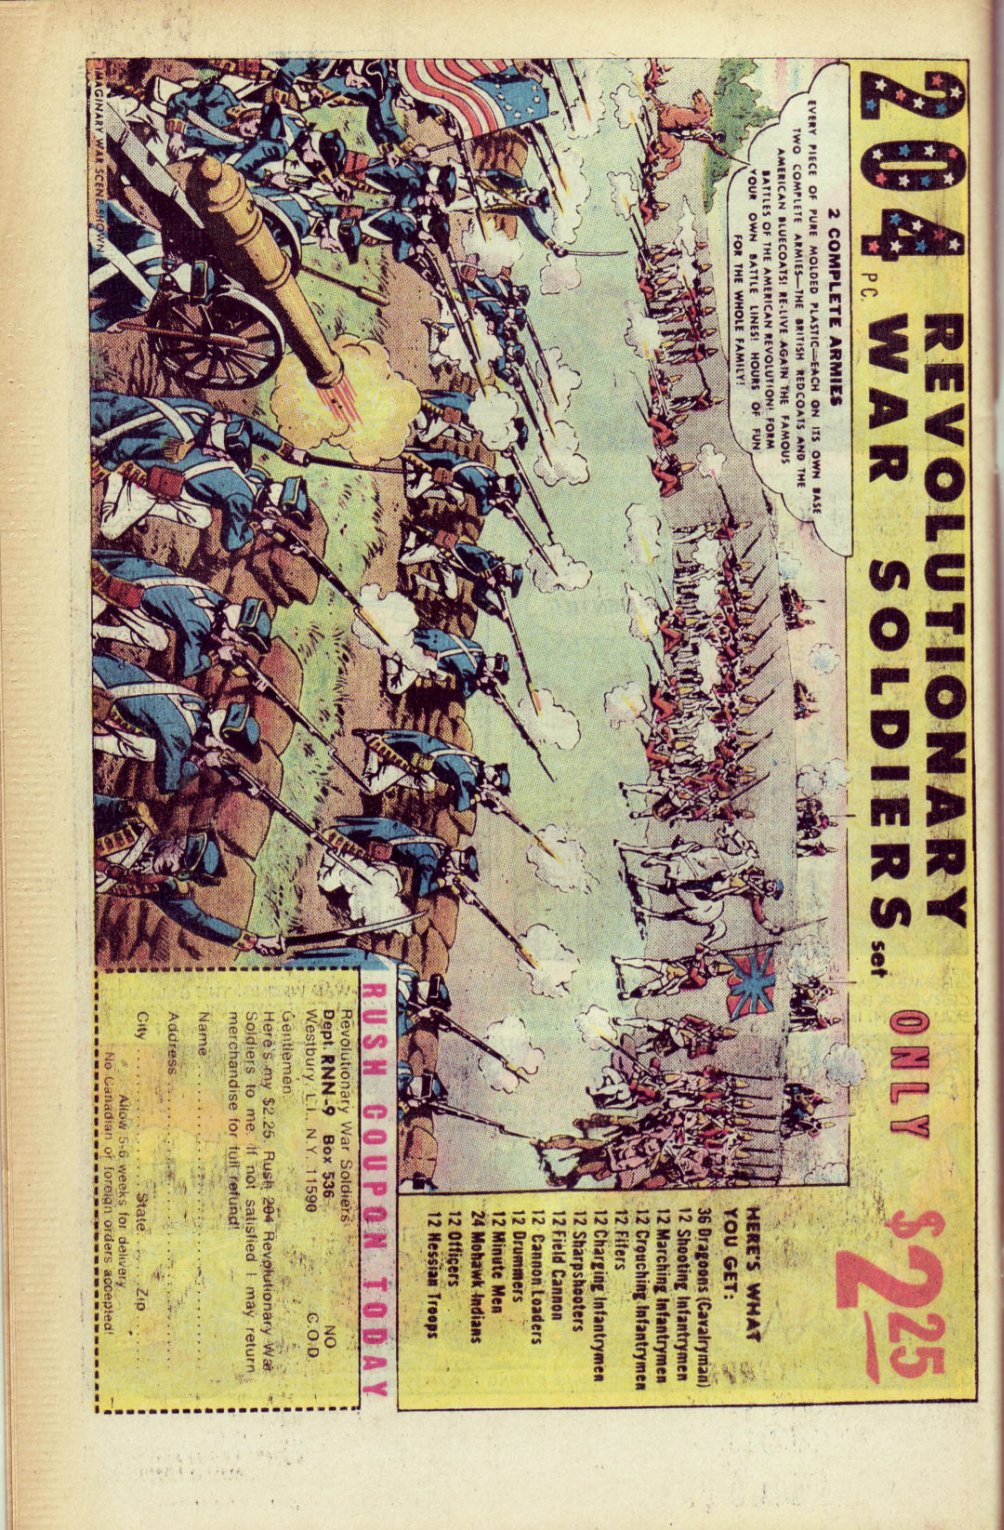 204 PC. REVOLUTIONARY
WAR SOLDIERS set
ONLY $2.25
2 COMPLETE ARMIES
EVERY PIECE OF PURE MOLDED PLASTIC—EACH ON ITS OWN BASE
TWO COMPLETE ARMIES—THE BRITISH REDCOATS AND THE
AMERICAN BLUECOATS! RE-LIVE AGAIN THE FAMOUS
BATTLES OF THE AMERICAN REVOLUTION! FORM
YOUR OWN BATTLE LINES! HOURS OF FUN
FOR THE WHOLE FAMILY!
IMAGINARY WAR SCENE SHOWN
HERE'S WHAT
YOU GET:
36 Dragoons (Cavalryman)
12 Shooting Infantrymen
12 Marching Infantrymen
12 Crouching Infantrymen
12 Fifers
12 Charging Infantrymen
12 Sharpshooters
12 Field Cannon
12 Cannon Loaders
12 Drummers
12 Minute Men
24 Mohawk Indians
12 Officers
12 Hessian Troops
RUSH COUPON TODAY
Revolutionary War Soldiers
Dept. RNN-9 Box 536
Westbury L.I., N.Y. 11590
NO
C.O.D.
Gentlemen:
Here's my $2.25. Rush 204 Revolutionary War
Soldiers to me. If not satisfied I may return
merchandise for full refund!
Name
Address
City State Zip
Allow 5-6 weeks for delivery.
No Canadian or foreign orders accepted!